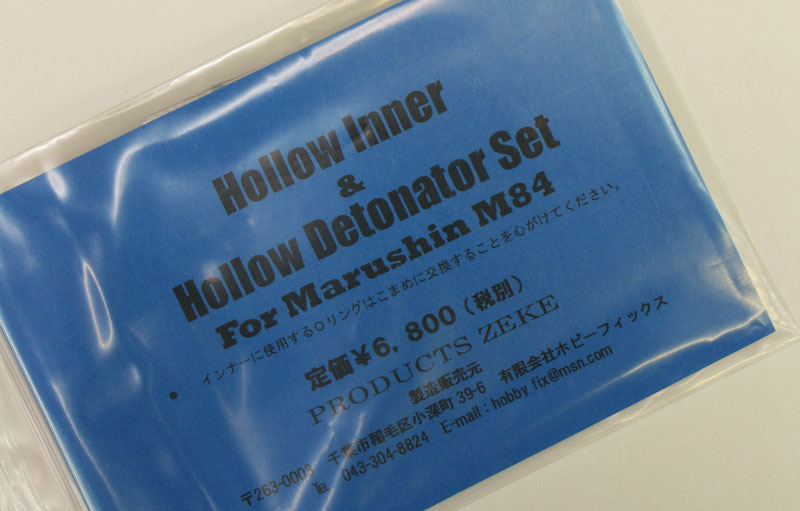 Hollow Inner
&
Hollow Detonator Set
For Marushin M84
● インナーに使用するOリングはこまめに交換することを心がけてください。
定価¥6,800(税別)
PRODUCTS ZEKE
製造販売元
〒263-0003 千葉市稲毛区小深町39-6 有限会社ホビーフィックス
℡ 043-304-8824 E-mail:hobby_fix@msn.com